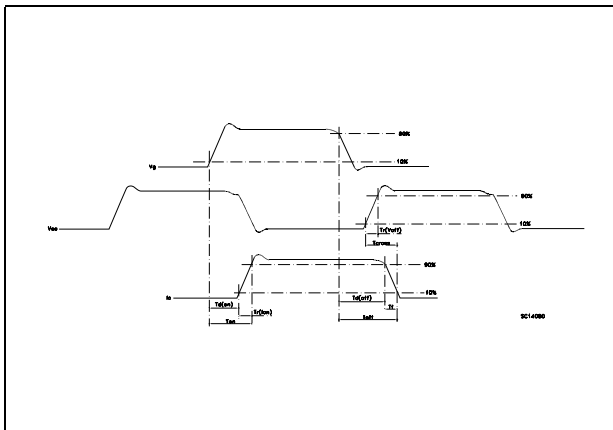 90%
10%
Vg
90%
Vce
10%
Tr(Voff)
Tcross
90%
Ic
10%
Td(on)
Tr(Ion)
Ton
Td(off)
Tf
Toff
SC14080